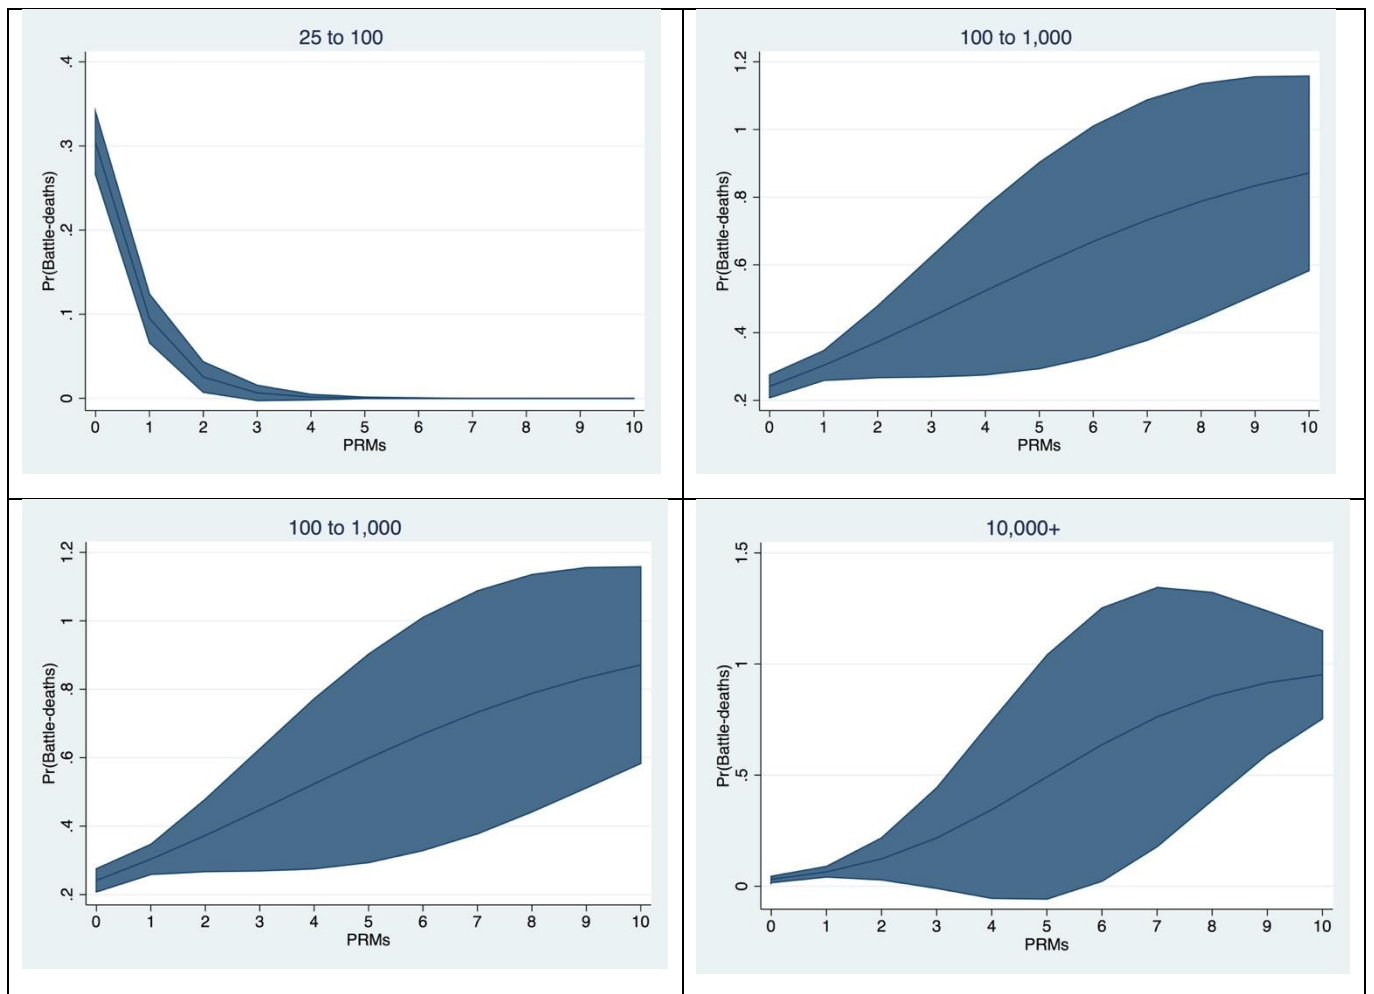 25 to 100
.4
.3
.2
.1
0
Pr(Battle-deaths)
0 1 2 3 4 5 6 7 8 9 10
PRMs
100 to 1,000
1.2
1
.8
.6
.4
.2
Pr(Battle-deaths)
0 1 2 3 4 5 6 7 8 9 10
PRMs
100 to 1,000
1.2
1
.8
.6
.4
.2
Pr(Battle-deaths)
0 1 2 3 4 5 6 7 8 9 10
PRMs
10,000+
1.5
1
.5
0
Pr(Battle-deaths)
0 1 2 3 4 5 6 7 8 9 10
PRMs